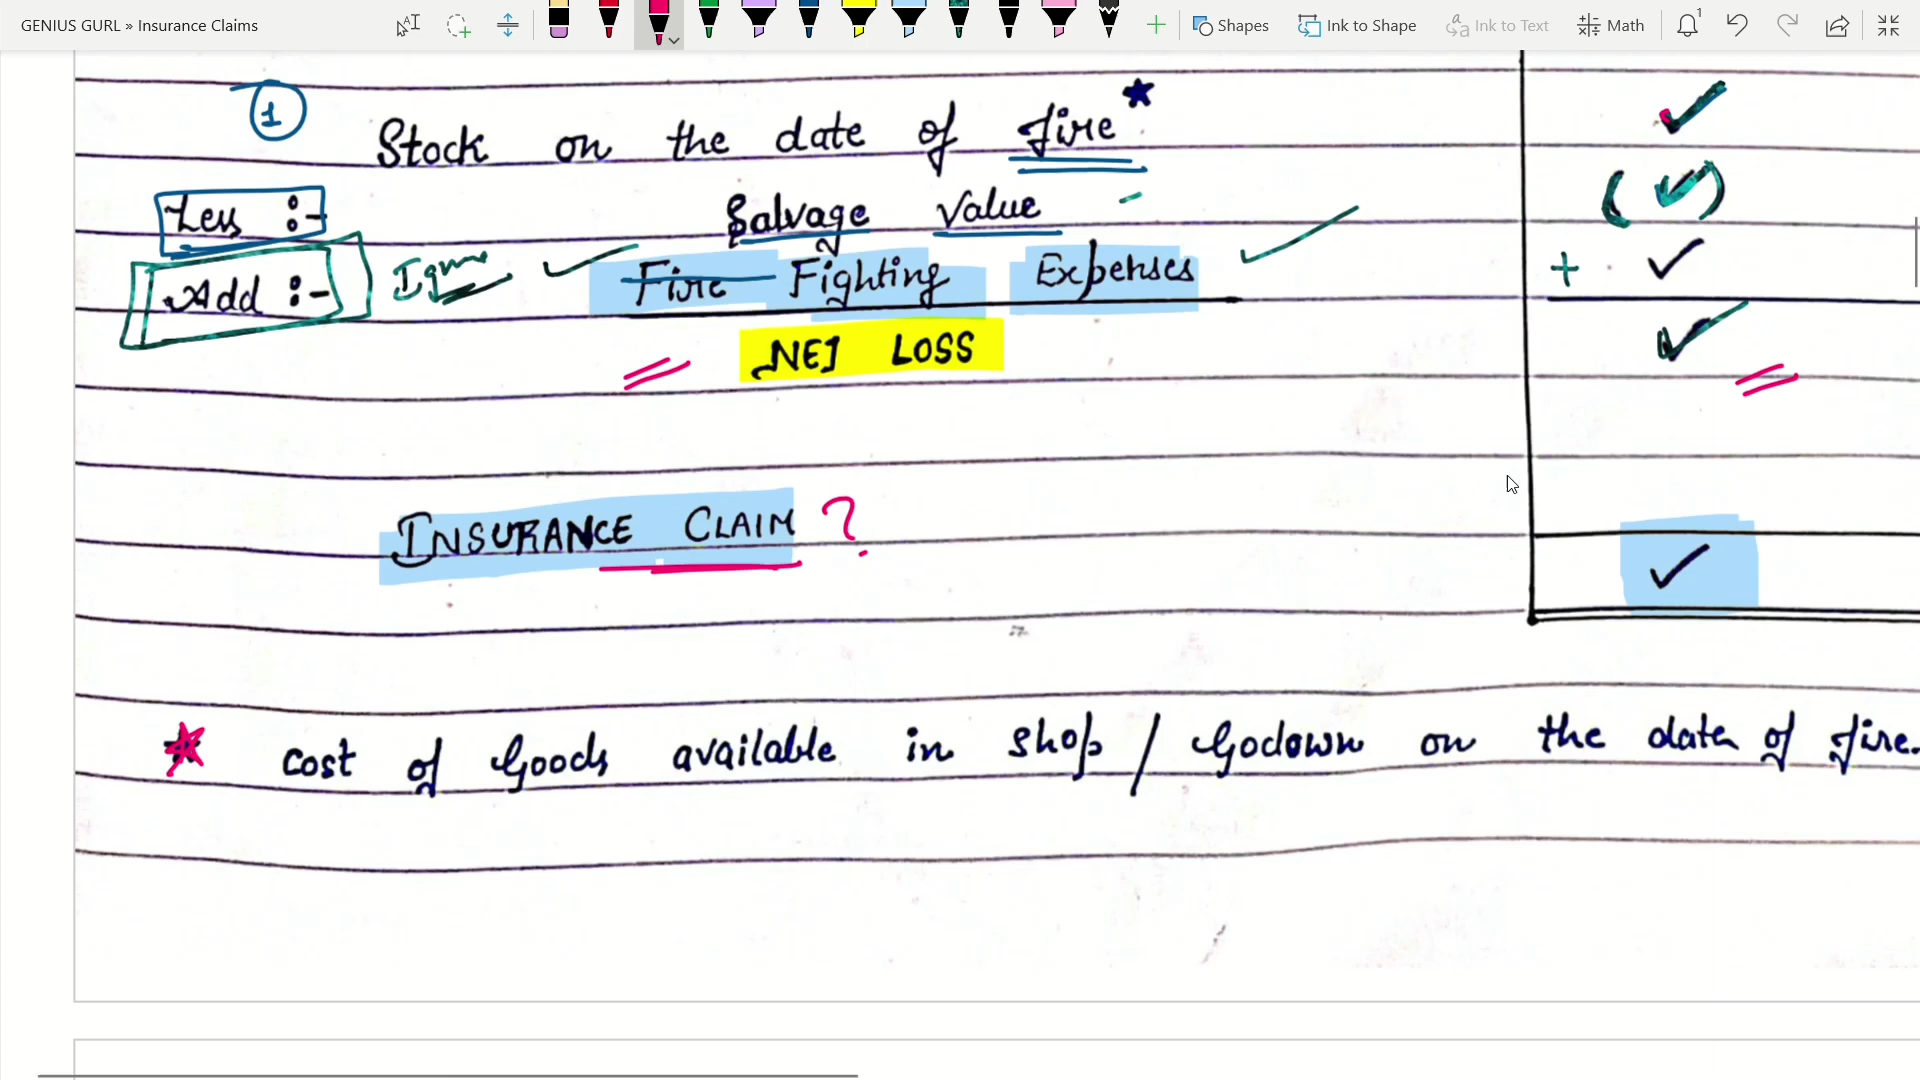 GENIUS GURL » Insurance Claims
Shapes Ink to Shape Ink to Text Math 1
1 Stock on the date of fire
Less :- Salvage Value
Add :- Fire Fighting Expenses +
NET LOSS
INSURANCE CLAIM ?
Cost of Goods available in shop / Godown on the date of fire.